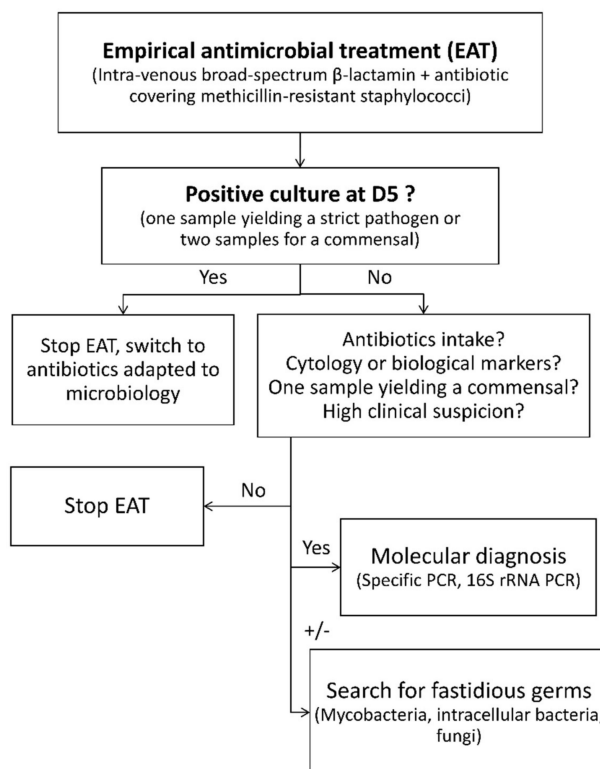 Empirical antimicrobial treatment (EAT)
(Intra-venous broad-spectrum β-lactamin + antibiotic
covering methicillin-resistant staphylococci)
Positive culture at D5 ?
(one sample yielding a strict pathogen or
two samples for a commensal)
Yes
No
Stop EAT, switch to
antibiotics adapted to
microbiology
Antibiotics intake?
Cytology or biological markers?
One sample yielding a commensal?
High clinical suspicion?
No
Stop EAT
Yes
Molecular diagnosis
(Specific PCR, 16S rRNA PCR)
+/-
Search for fastidious germs
(Mycobacteria, intracellular bacteria,
fungi)